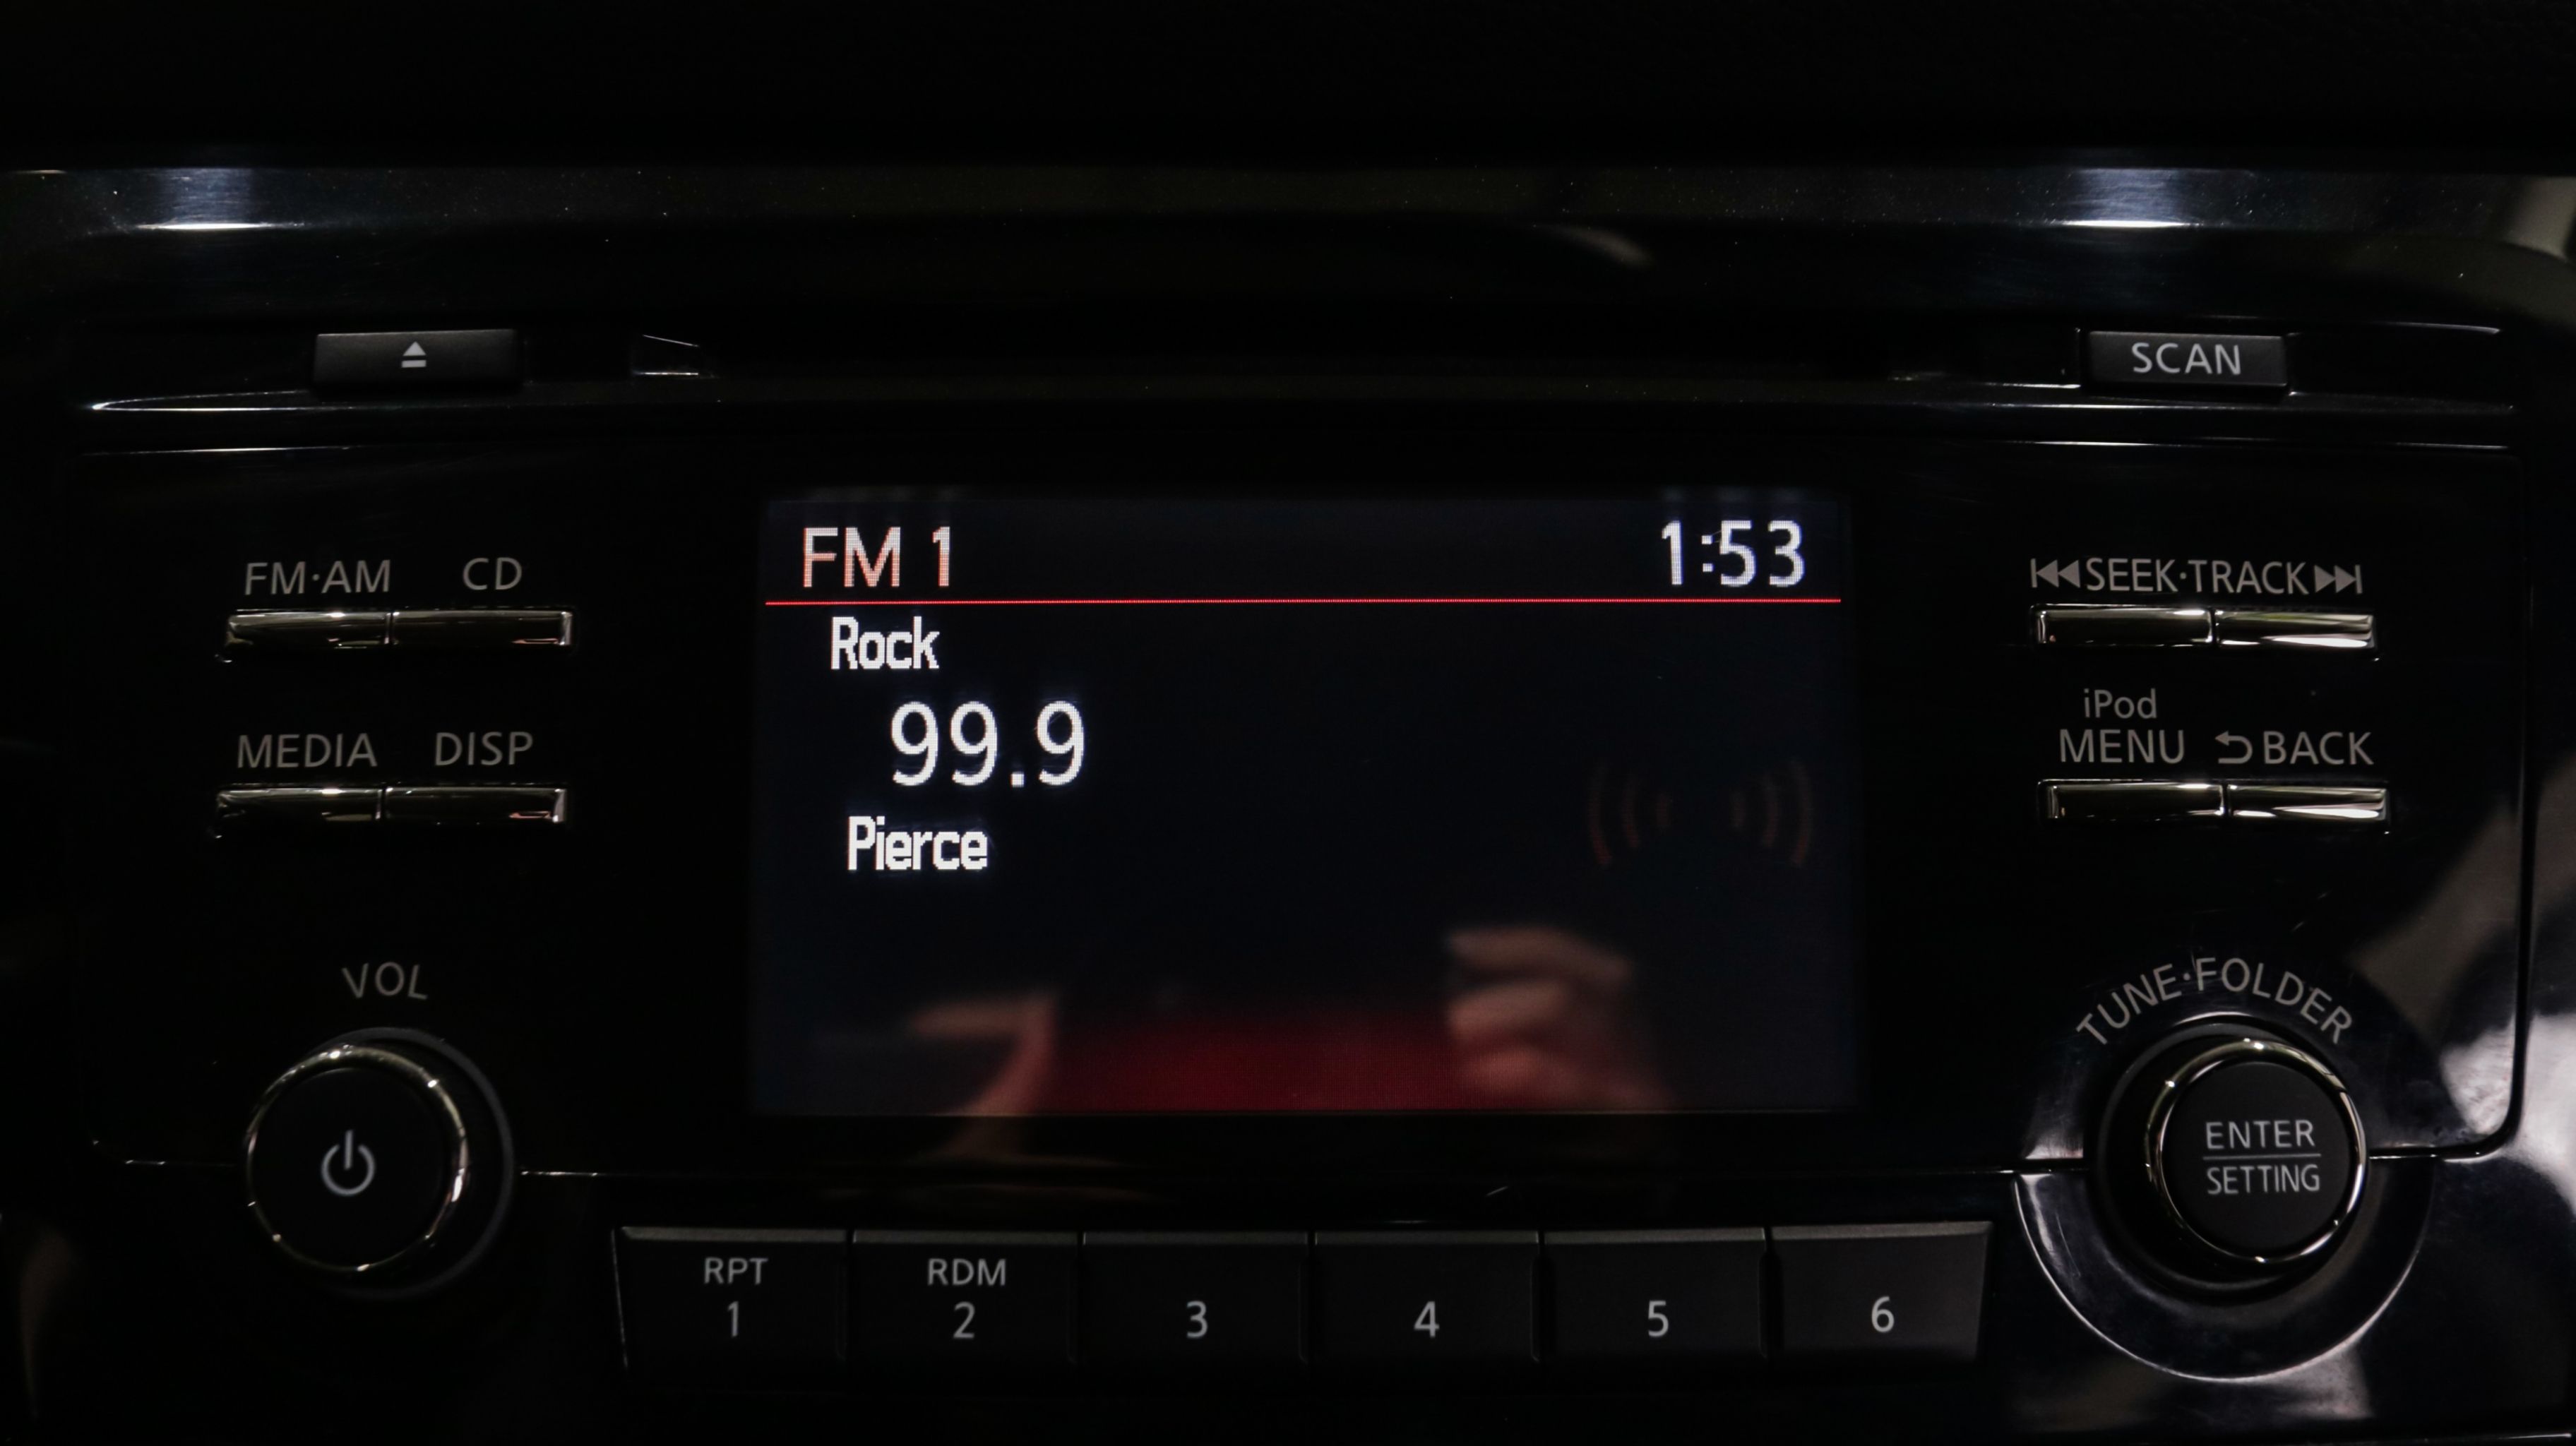 SCAN
FM·AM CD
FM 1 1:53
SEEK·TRACK
Rock
MEDIA DISP
99.9
iPod
MENU BACK
Pierce
VOL
TUNE·FOLDER
ENTER
SETTING
RPT RDM
1 2 3 4 5 6